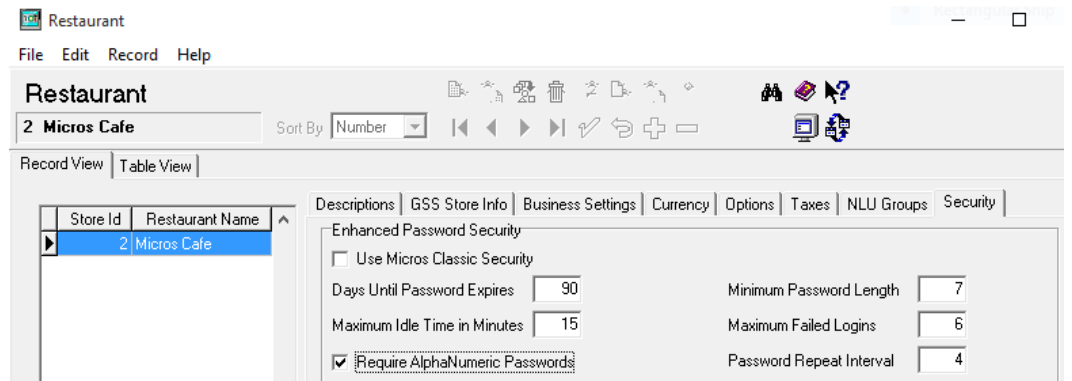 Restaurant
File Edit Record Help
Restaurant
2 Micros Cafe Sort By Number
Record View Table View
Descriptions GSS Store Info Business Settings Currency Options Taxes NLU Groups Security
Store Id Restaurant Name
2 Micros Cafe
Enhanced Password Security
Use Micros Classic Security
Days Until Password Expires 90 Minimum Password Length 7
Maximum Idle Time in Minutes 15 Maximum Failed Logins 6
Require AlphaNumeric Passwords Password Repeat Interval 4